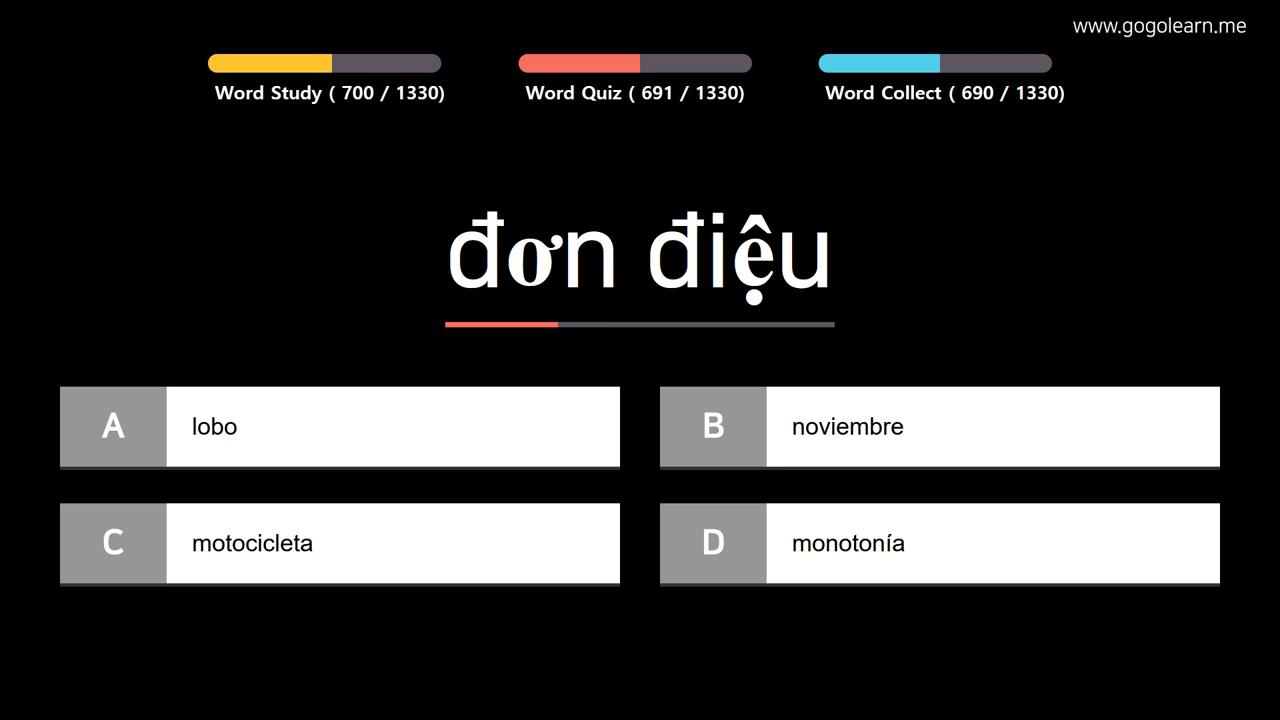 www.gogolearn.me
Word Study ( 700 / 1330)
Word Quiz ( 691 / 1330)
Word Collect ( 690 / 1330)
đơn điệu
A lobo
B noviembre
C motocicleta
D monotonía